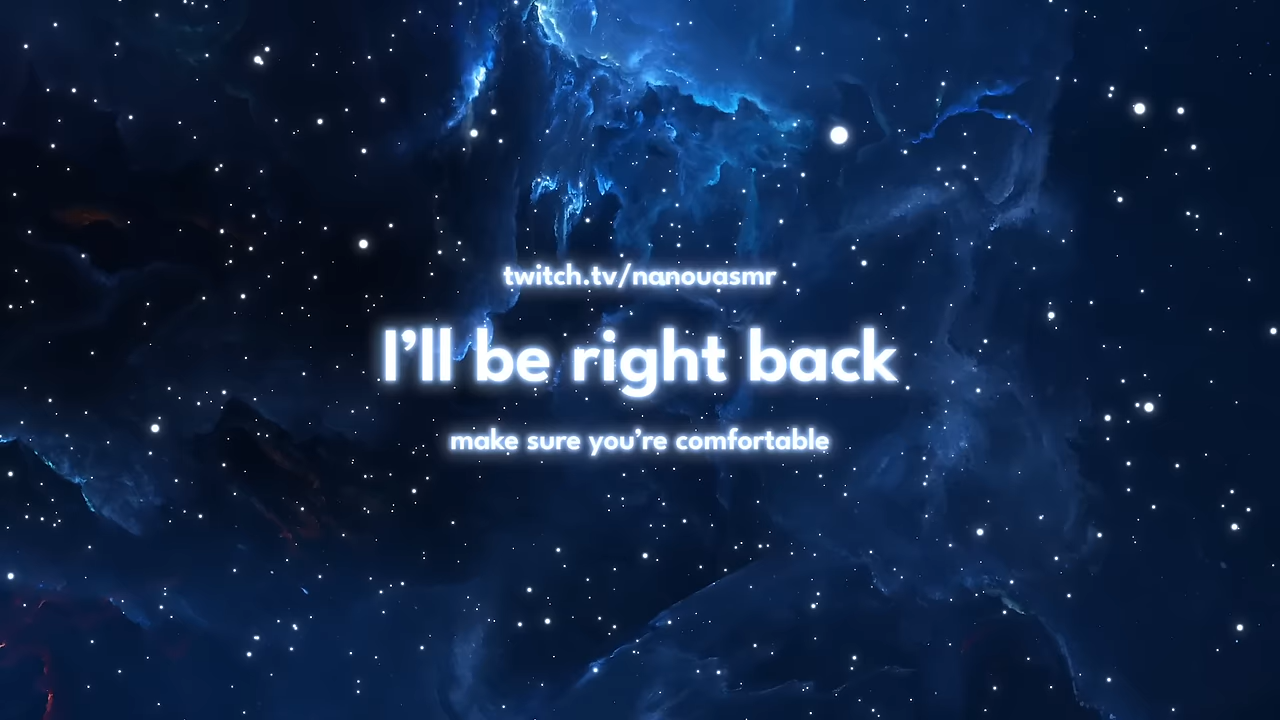 twitch.tv/nanouasmr
I’ll be right back
make sure you’re comfortable